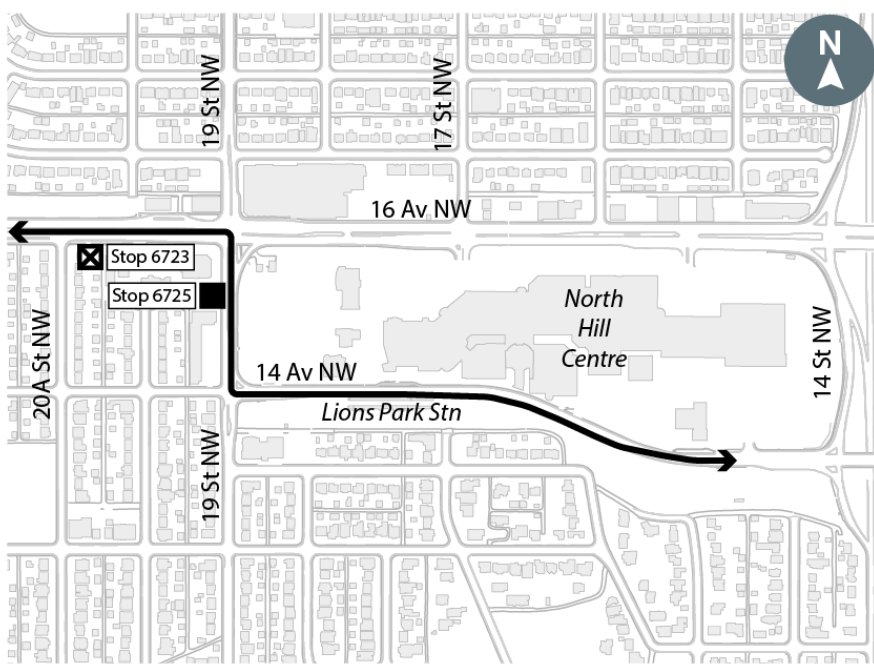 N
19 St NW
17 St NW
16 Av NW
Stop 6723
Stop 6725
North
Hill
Centre
20A St NW
14 St NW
14 Av NW
Lions Park Stn
19 St NW